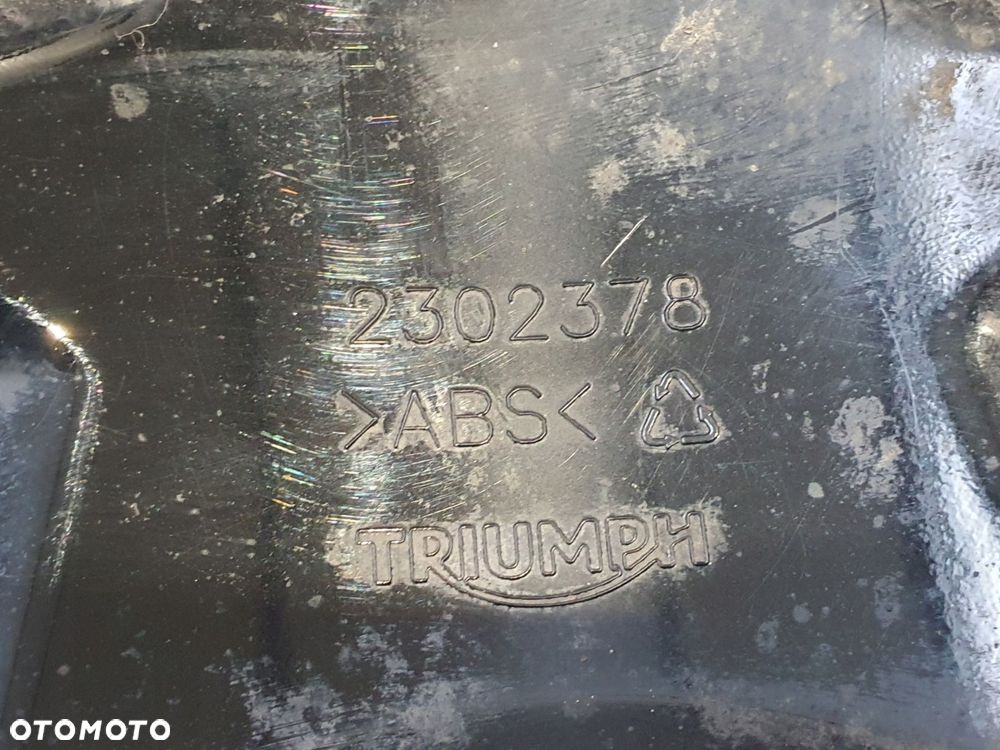 2302378
>ABS<
TRIUMPH
OTOMOTO